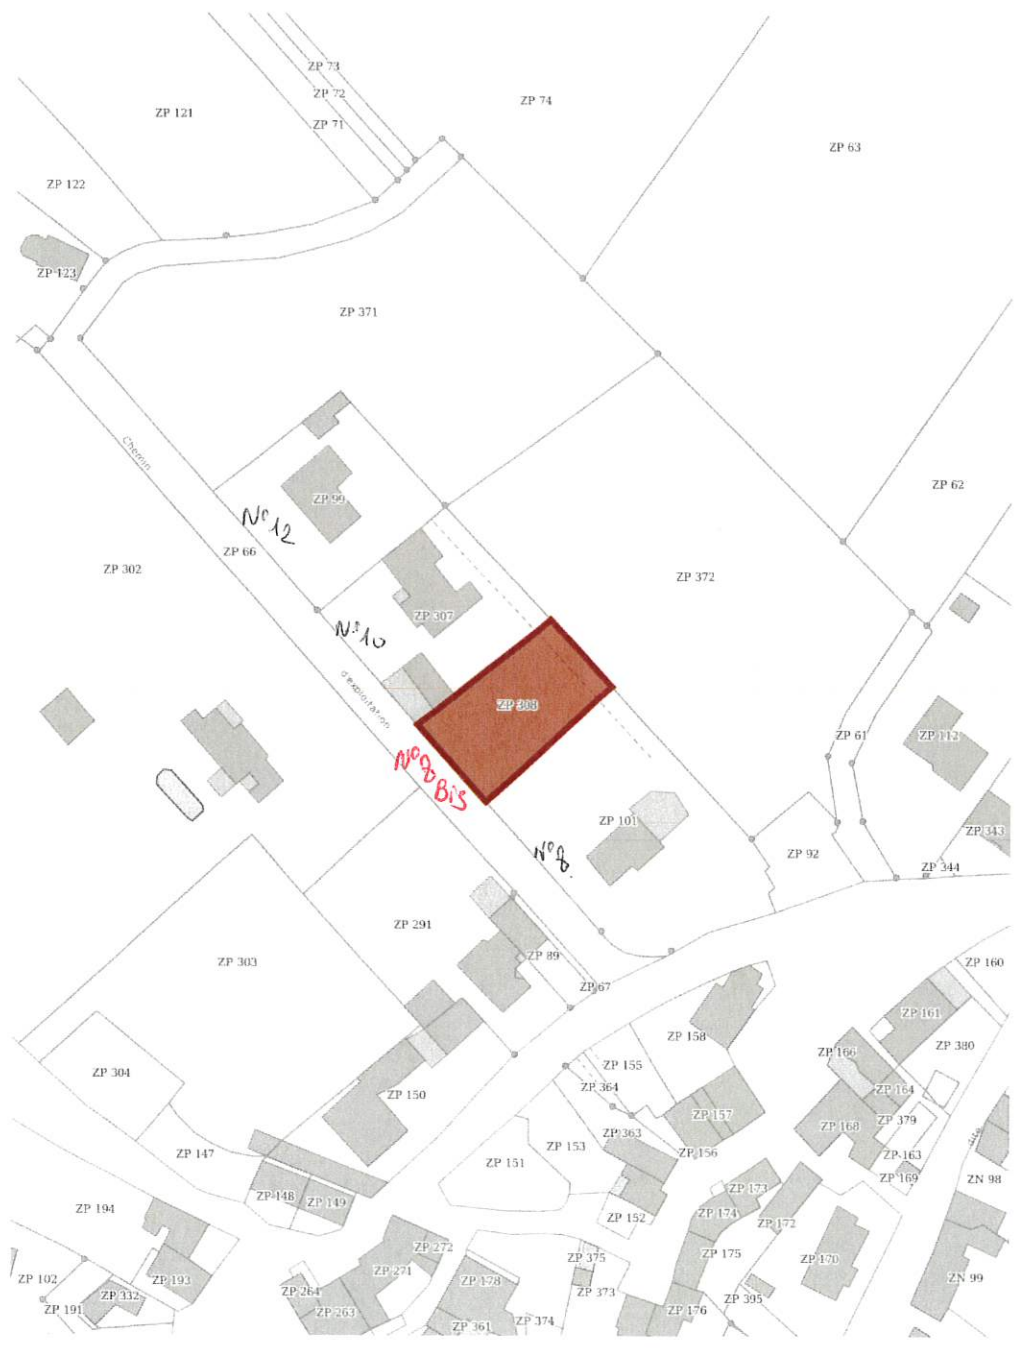 ZP 73
ZP 72
ZP 74
ZP 121
ZP 71
ZP 63
ZP 122
ZP 123
ZP 371
Chemin
ZP 99
ZP 62
N° 12
ZP 66
ZP 302
ZP 372
ZP 307
N° 10
d'exploitation
ZP 308
ZP 61
ZP 112
N° 8 Bis
ZP 101
ZP 343
N° 8.
ZP 92
ZP 344
ZP 291
ZP 89
ZP 303
ZP 160
ZP 67
ZP 161
ZP 158
ZP 380
ZP 166
ZP 155
ZP 304
ZP 364
ZP 164
ZP 150
ZP 157
ZP 379
ZP 168
ZP 363
ZP 153
ZP 147
ZP 156
ZP 163
ZP 151
ZP 169
ZN 98
ZP 173
ZP 148
ZP 149
ZP 194
ZP 174
ZP 152
ZP 172
ZP 272
ZP 175
ZP 375
ZP 170
ZP 271
ZP 102
ZP 193
ZP 178
ZN 99
ZP 264
ZP 373
ZP 332
ZP 395
ZP 191
ZP 263
ZP 176
ZP 374
ZP 361